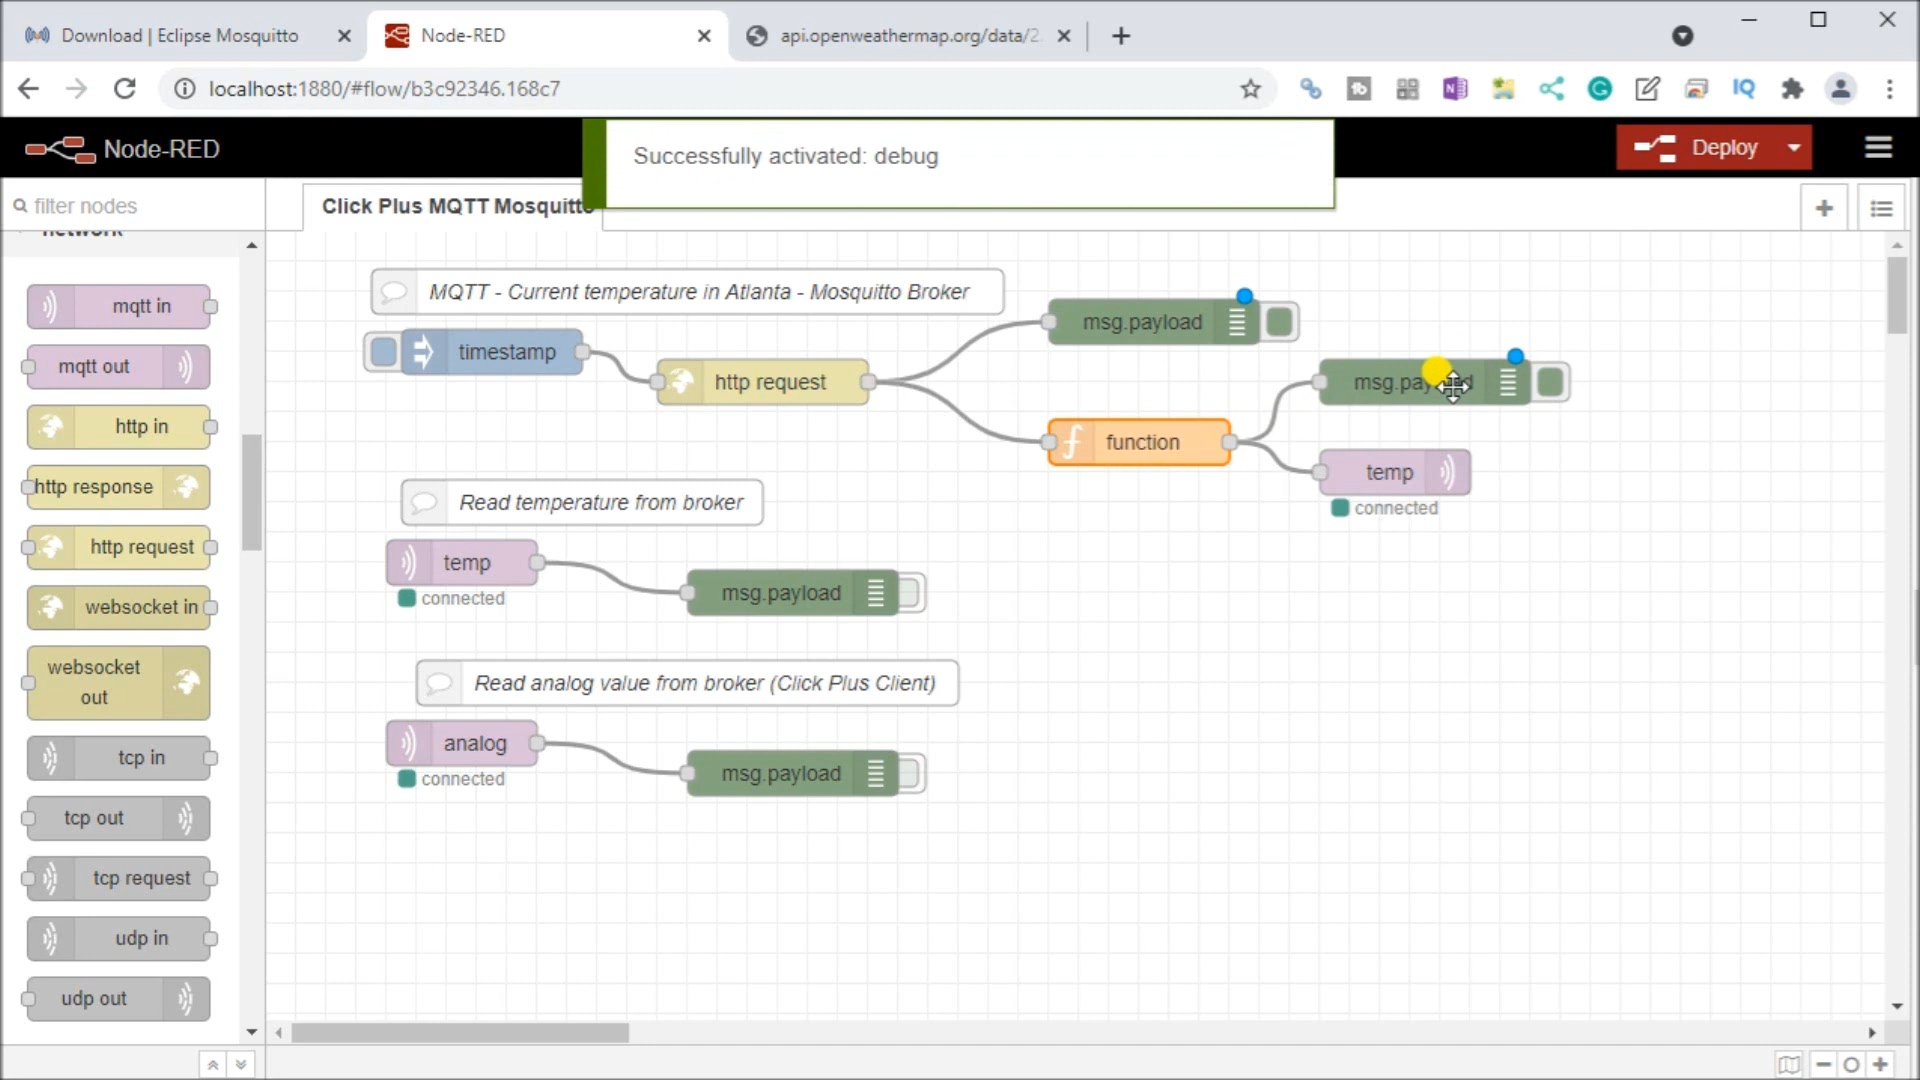 Download | Eclipse Mosquitto
Node-RED
api.openweathermap.org/data/2.
localhost:1880/#flow/b3c92346.168c7
Node-RED
Successfully activated: debug
Deploy
filter nodes
Click Plus MQTT Mosquitto
network
mqtt in
mqtt out
http in
http response
http request
websocket in
websocket
out
tcp in
tcp out
tcp request
udp in
udp out
MQTT - Current temperature in Atlanta - Mosquitto Broker
timestamp
http request
msg.payload
msg.payload
function
temp
connected
Read temperature from broker
temp
connected
msg.payload
Read analog value from broker (Click Plus Client)
analog
connected
msg.payload